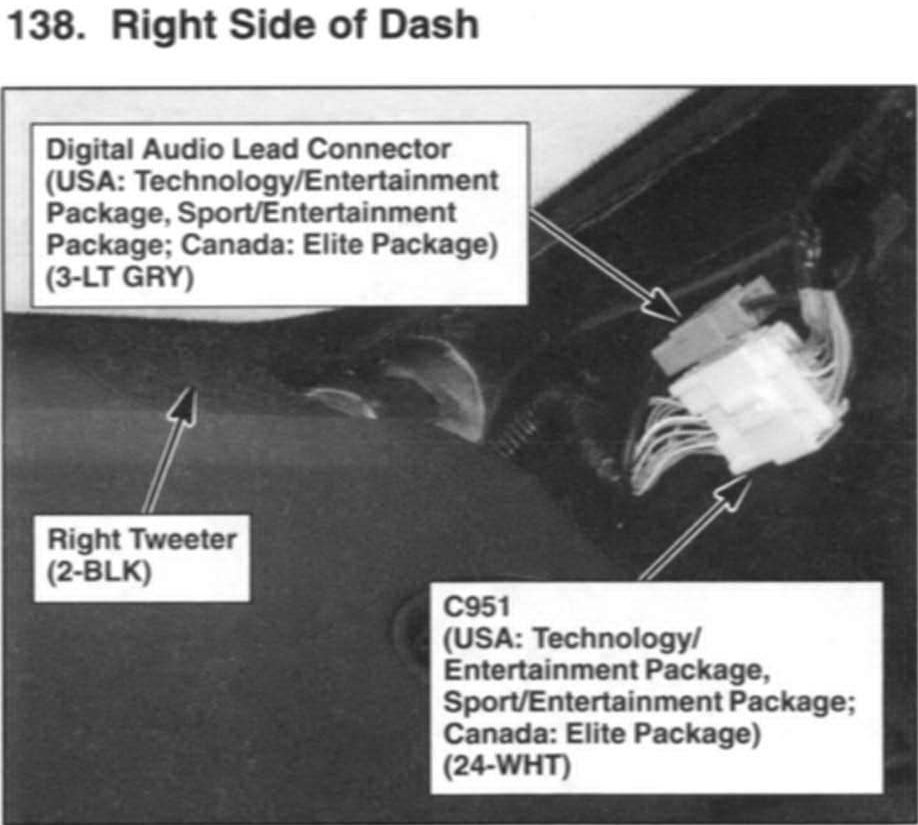 138. Right Side of Dash
Digital Audio Lead Connector
(USA: Technology/Entertainment
Package, Sport/Entertainment
Package; Canada: Elite Package)
(3-LT GRY)
Right Tweeter
(2-BLK)
C951
(USA: Technology/
Entertainment Package,
Sport/Entertainment Package;
Canada: Elite Package)
(24-WHT)